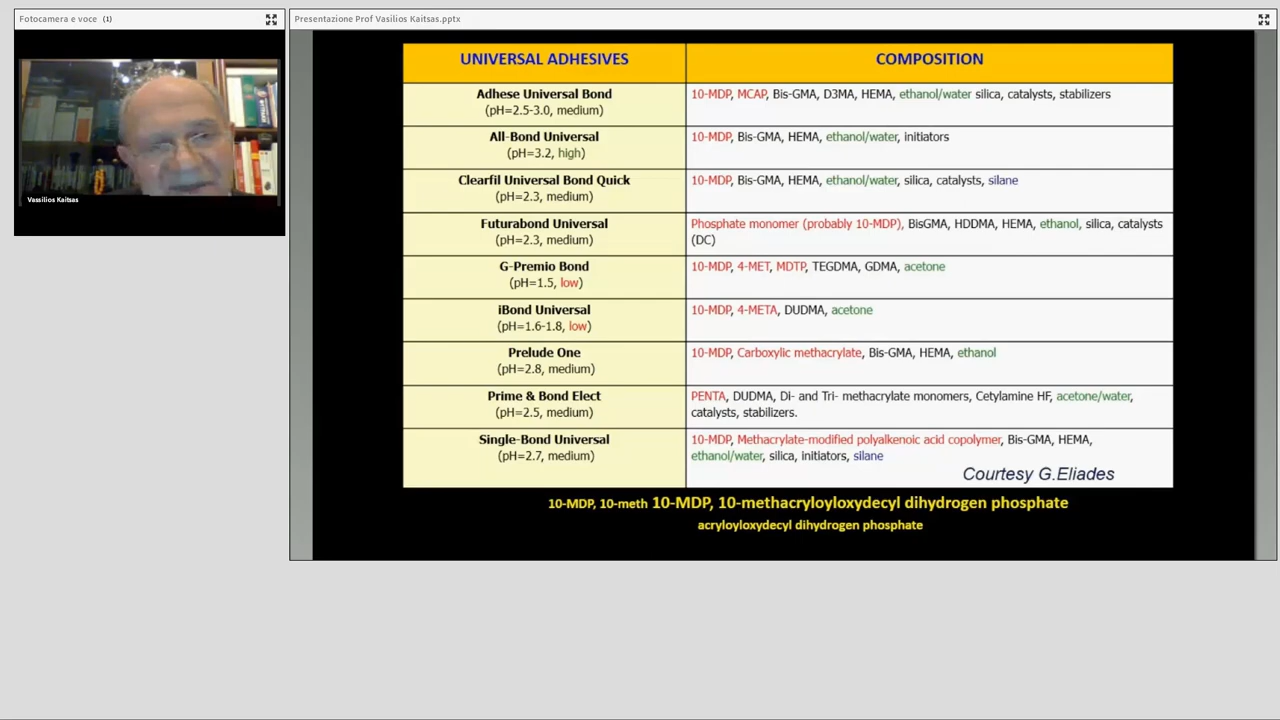 Fotocamera e voce (1)
Vassilios Kaitsas
Presentazione Prof Vasilios Kaitsas.pptx
UNIVERSAL ADHESIVES
COMPOSITION
Adhese Universal Bond
(pH=2.5-3.0, medium)
10-MDP, MCAP, Bis-GMA, D3MA, HEMA, ethanol/water silica, catalysts, stabilizers
All-Bond Universal
(pH=3.2, high)
10-MDP, Bis-GMA, HEMA, ethanol/water, initiators
Clearfil Universal Bond Quick
(pH=2.3, medium)
10-MDP, Bis-GMA, HEMA, ethanol/water, silica, catalysts, silane
Futurabond Universal
(pH=2.3, medium)
Phosphate monomer (probably 10-MDP), BisGMA, HDDMA, HEMA, ethanol, silica, catalysts
(DC)
G-Premio Bond
(pH=1.5, low)
10-MDP, 4-MET, MDTP, TEGDMA, GDMA, acetone
iBond Universal
(pH=1.6-1.8, low)
10-MDP, 4-META, DUDMA, acetone
Prelude One
(pH=2.8, medium)
10-MDP, Carboxylic methacrylate, Bis-GMA, HEMA, ethanol
Prime & Bond Elect
(pH=2.5, medium)
PENTA, DUDMA, Di- and Tri- methacrylate monomers, Cetylamine HF, acetone/water,
catalysts, stabilizers.
Single-Bond Universal
(pH=2.7, medium)
10-MDP, Methacrylate-modified polyalkenoic acid copolymer, Bis-GMA, HEMA,
ethanol/water, silica, initiators, silane
Courtesy G.Eliades
10-MDP, 10-meth 10-MDP, 10-methacryloyloxydecyl dihydrogen phosphate
acryloyloxydecyl dihydrogen phosphate